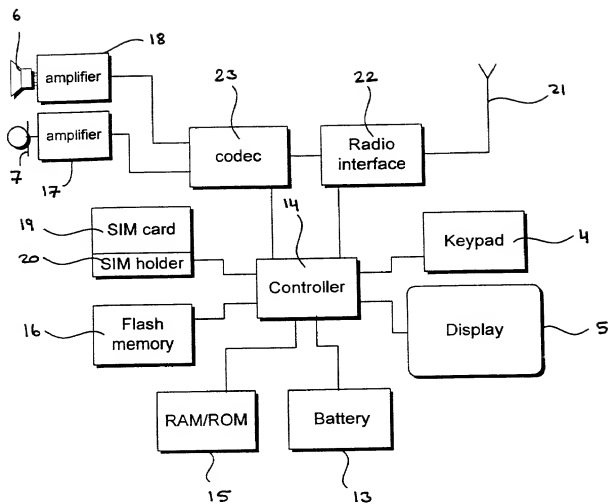 6
18
amplifier
23
22
21
amplifier
codec
Radio
interface
7
17
19
SIM card
14
20
SIM holder
Keypad
4
Controller
16
Flash
memory
Display
5
RAM/ROM
Battery
15
13